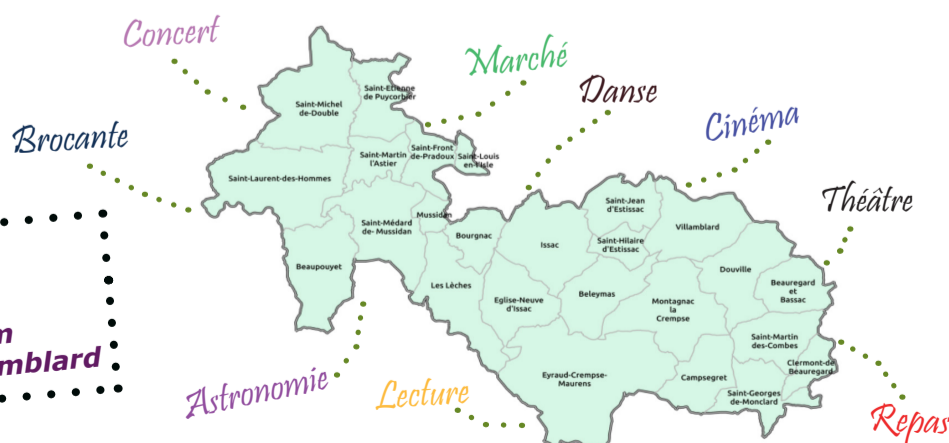 Concert
Marché
Danse
Cinéma
Brocante
Théâtre
Saint-Etienne
de Puycorbier
Saint-Michel
de-Double
Saint-Front
de-Pradoux
Saint-Louis
en-l'Isle
Saint-Martin
l'Astier
Saint-Laurent-des-Hommes
Saint-Jean
d'Estissac
Mussidan
Saint-Médard
de- Mussidan
Villamblard
Bourgnac
Issac
Saint-Hilaire
d'Estissac
Beaupouyet
Douville
Les Lèches
Beauregard
et
Bassac
Beleymas
Eglise-Neuve
d'Issac
Montagnac
la
Crempse
Saint-Martin
des-Combes
mblard
Clermont-de
Beauregard
Eyraud-Crempse-
Maurens
Campsegret
Saint-Georges
de-Monclard
Astronomie
Lecture
Repas